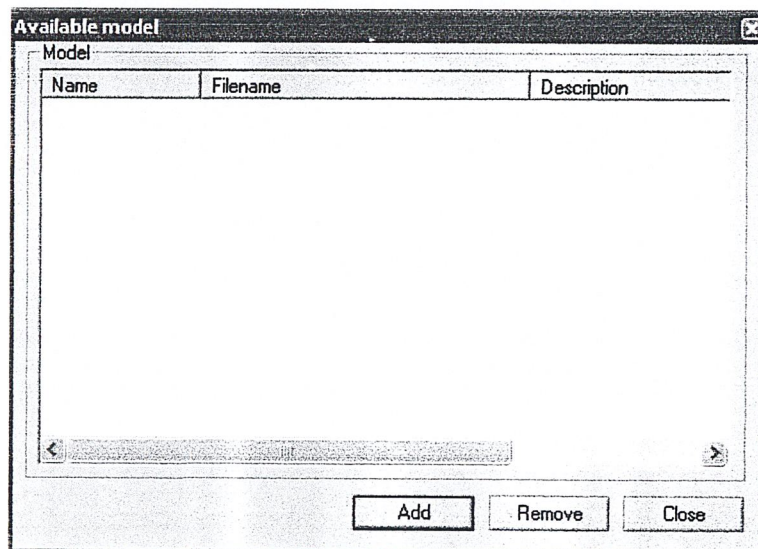 Available model
Model
Name Filename Description
Add Remove Close